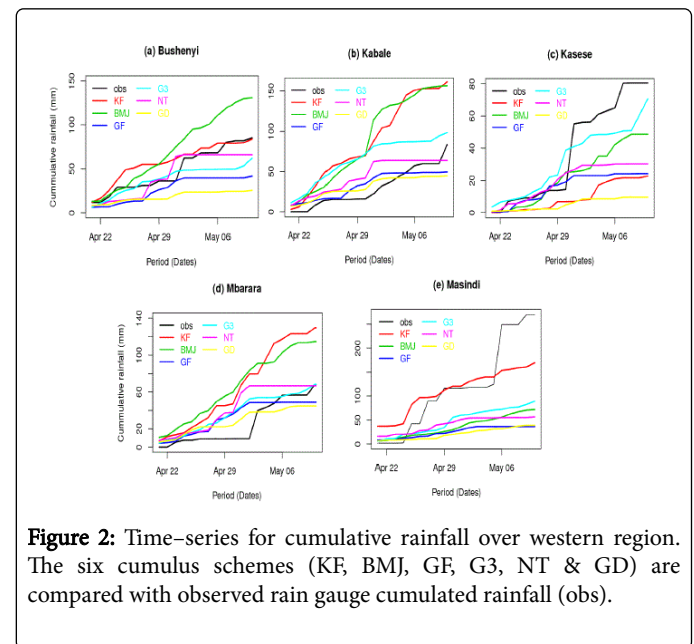 (a) Bushenyi
Cummulative rainfall (mm)
0 50 100 150
obs
KF
BMJ
GF
G3
NT
GD
Apr 22 Apr 29 May 06
Period (Dates)
(b) Kabale
0 50 100 150
obs
KF
BMJ
GF
G3
NT
GD
Apr 22 Apr 29 May 06
Period (Dates)
(c) Kasese
0 20 40 60 80
obs
KF
BMJ
GF
G3
NT
GD
Apr 22 Apr 29 May 06
Period (Dates)
(d) Mbarara
Cummulative rainfall (mm)
0 20 60 100 140
obs
KF
BMJ
GF
G3
NT
GD
Apr 22 Apr 29 May 06
Period (Dates)
(e) Masindi
0 50 100 200
obs
KF
BMJ
GF
G3
NT
GD
Apr 22 Apr 29 May 06
Period (Dates)
Figure 2: Time–series for cumulative rainfall over western region.
The six cumulus schemes (KF, BMJ, GF, G3, NT & GD) are
compared with observed rain gauge cumulated rainfall (obs).